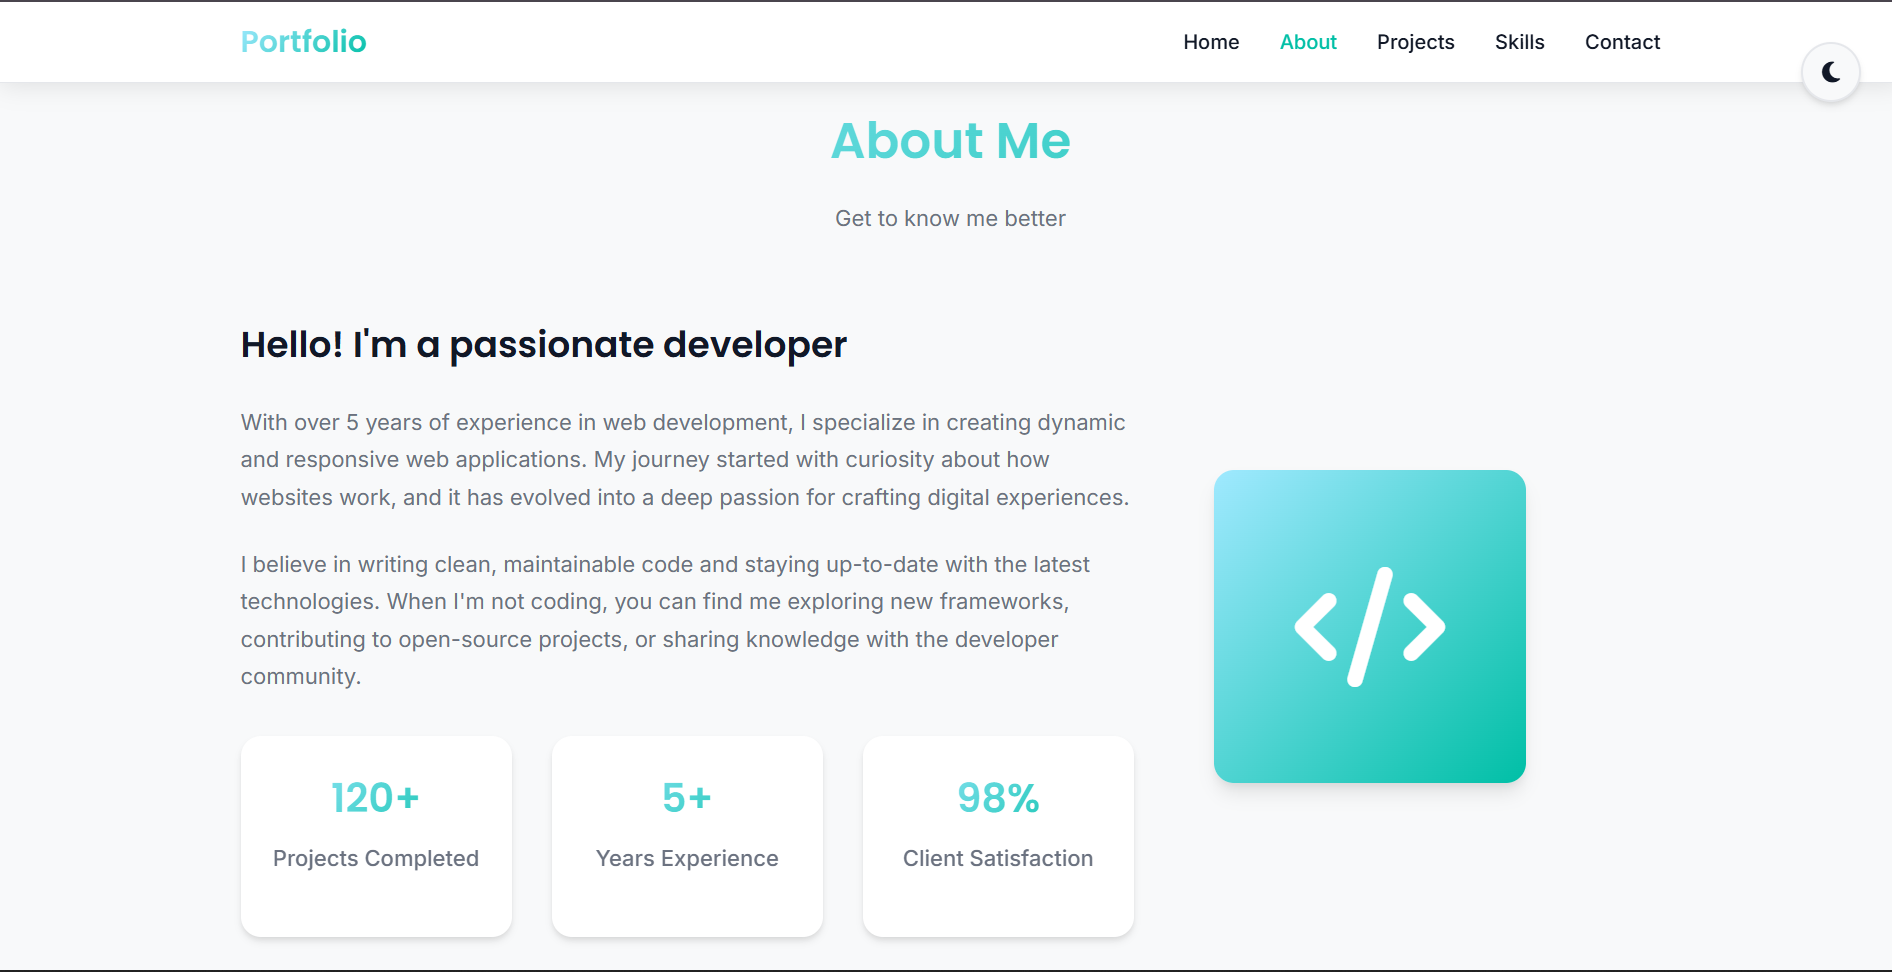 Portfolio
Home About Projects Skills Contact
About Me
Get to know me better
Hello! I'm a passionate developer
With over 5 years of experience in web development, I specialize in creating dynamic
and responsive web applications. My journey started with curiosity about how
websites work, and it has evolved into a deep passion for crafting digital experiences.
I believe in writing clean, maintainable code and staying up-to-date with the latest
technologies. When I'm not coding, you can find me exploring new frameworks,
contributing to open-source projects, or sharing knowledge with the developer
community.
120+
Projects Completed
5+
Years Experience
98%
Client Satisfaction